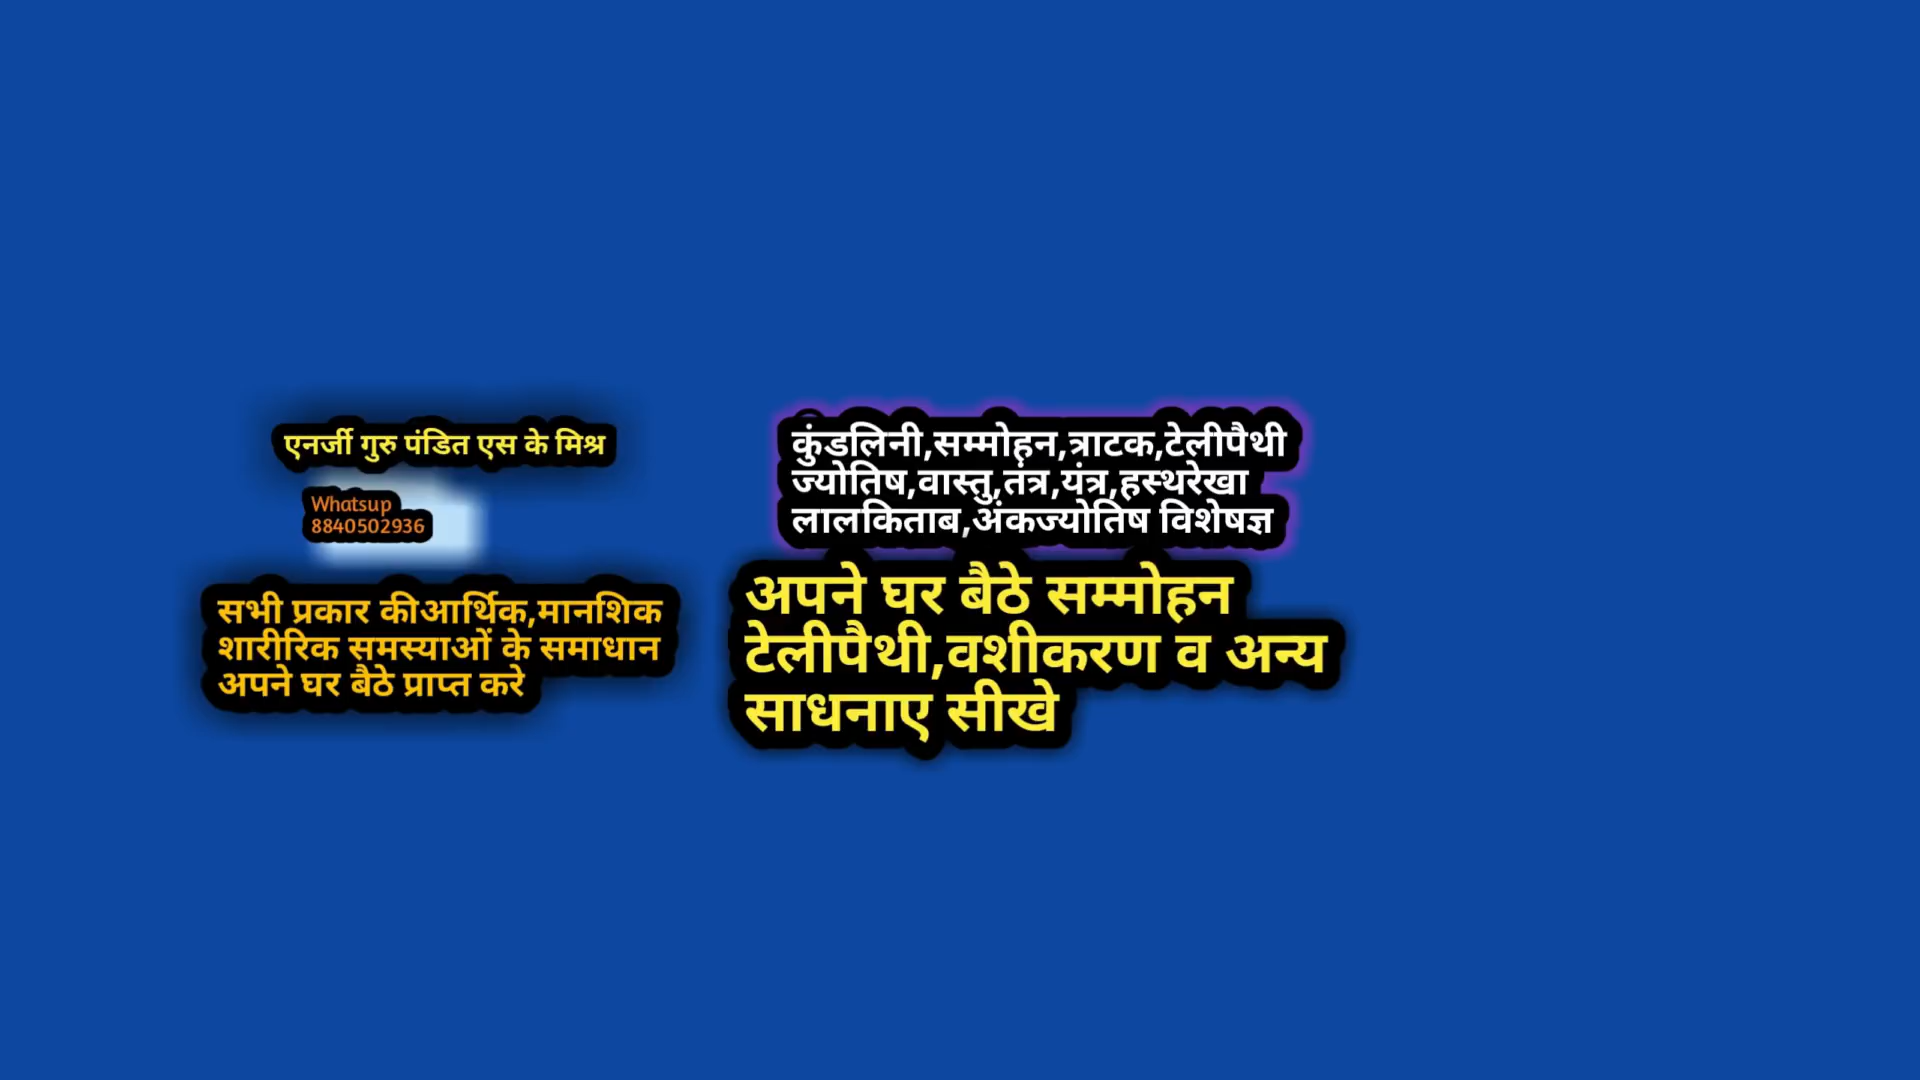 एनर्जी गुरु पंडित एस के मिश्र
Whatsup
8840502936
सभी प्रकार कीआर्थिक,मानशिक
शारीरिक समस्याओं के समाधान
अपने घर बैठे प्राप्त करे
कुंडलिनी,सम्मोहन,त्राटक,टेलीपैथी
ज्योतिष,वास्तु,तंत्र,यंत्र,हस्थरेखा
लालकिताब,अंकज्योतिष विशेषज्ञ
अपने घर बैठे सम्मोहन
टेलीपैथी,वशीकरण व अन्य
साधनाए सीखे